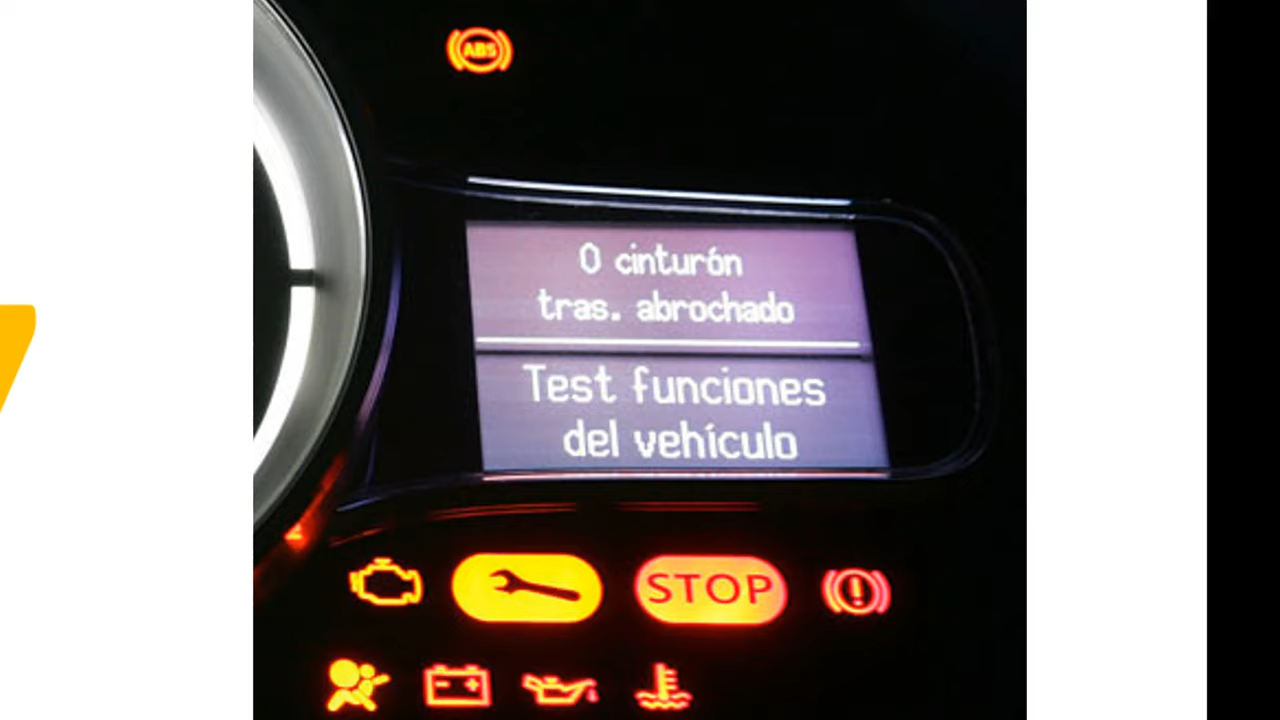 ABS
0 cinturón
tras. abrochado
Test funciones
del vehículo
STOP